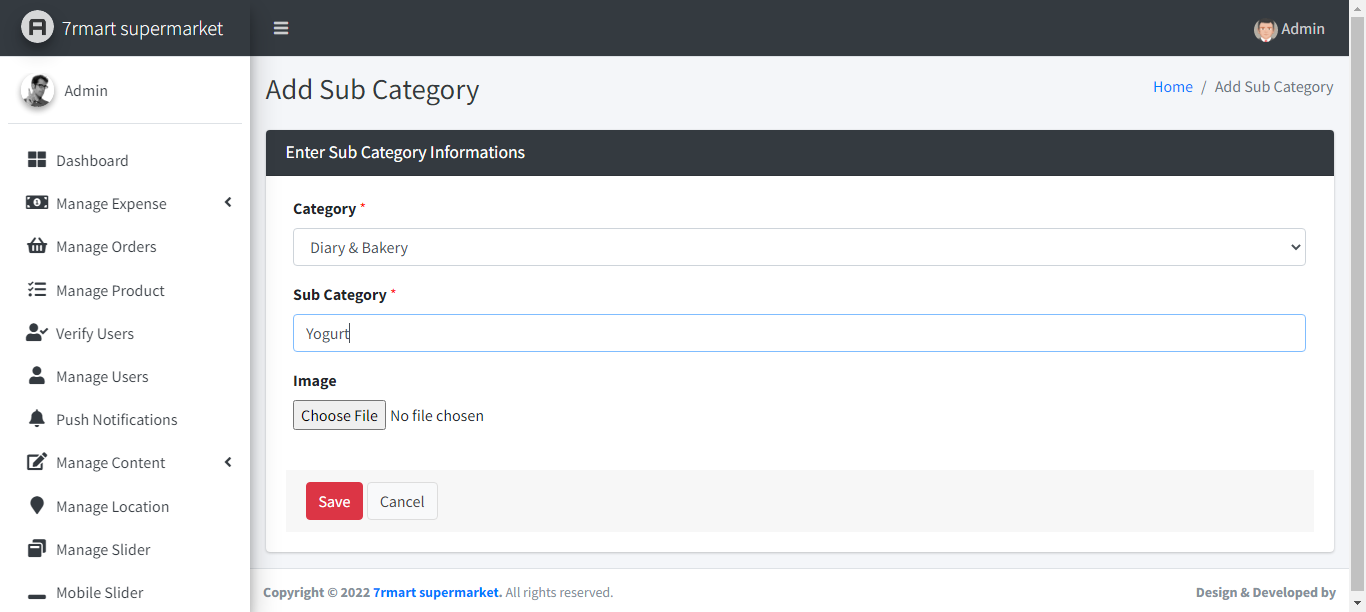 7rmart supermarket
Admin
Admin
Add Sub Category
Home / Add Sub Category
Dashboard
Manage Expense
Manage Orders
Manage Product
Verify Users
Manage Users
Push Notifications
Manage Content
Manage Location
Manage Slider
Mobile Slider
Enter Sub Category Informations
Category *
Diary & Bakery
Sub Category *
Yogurt
Image
Choose File No file chosen
Save Cancel
Copyright © 2022 7rmart supermarket. All rights reserved.
Design & Developed by